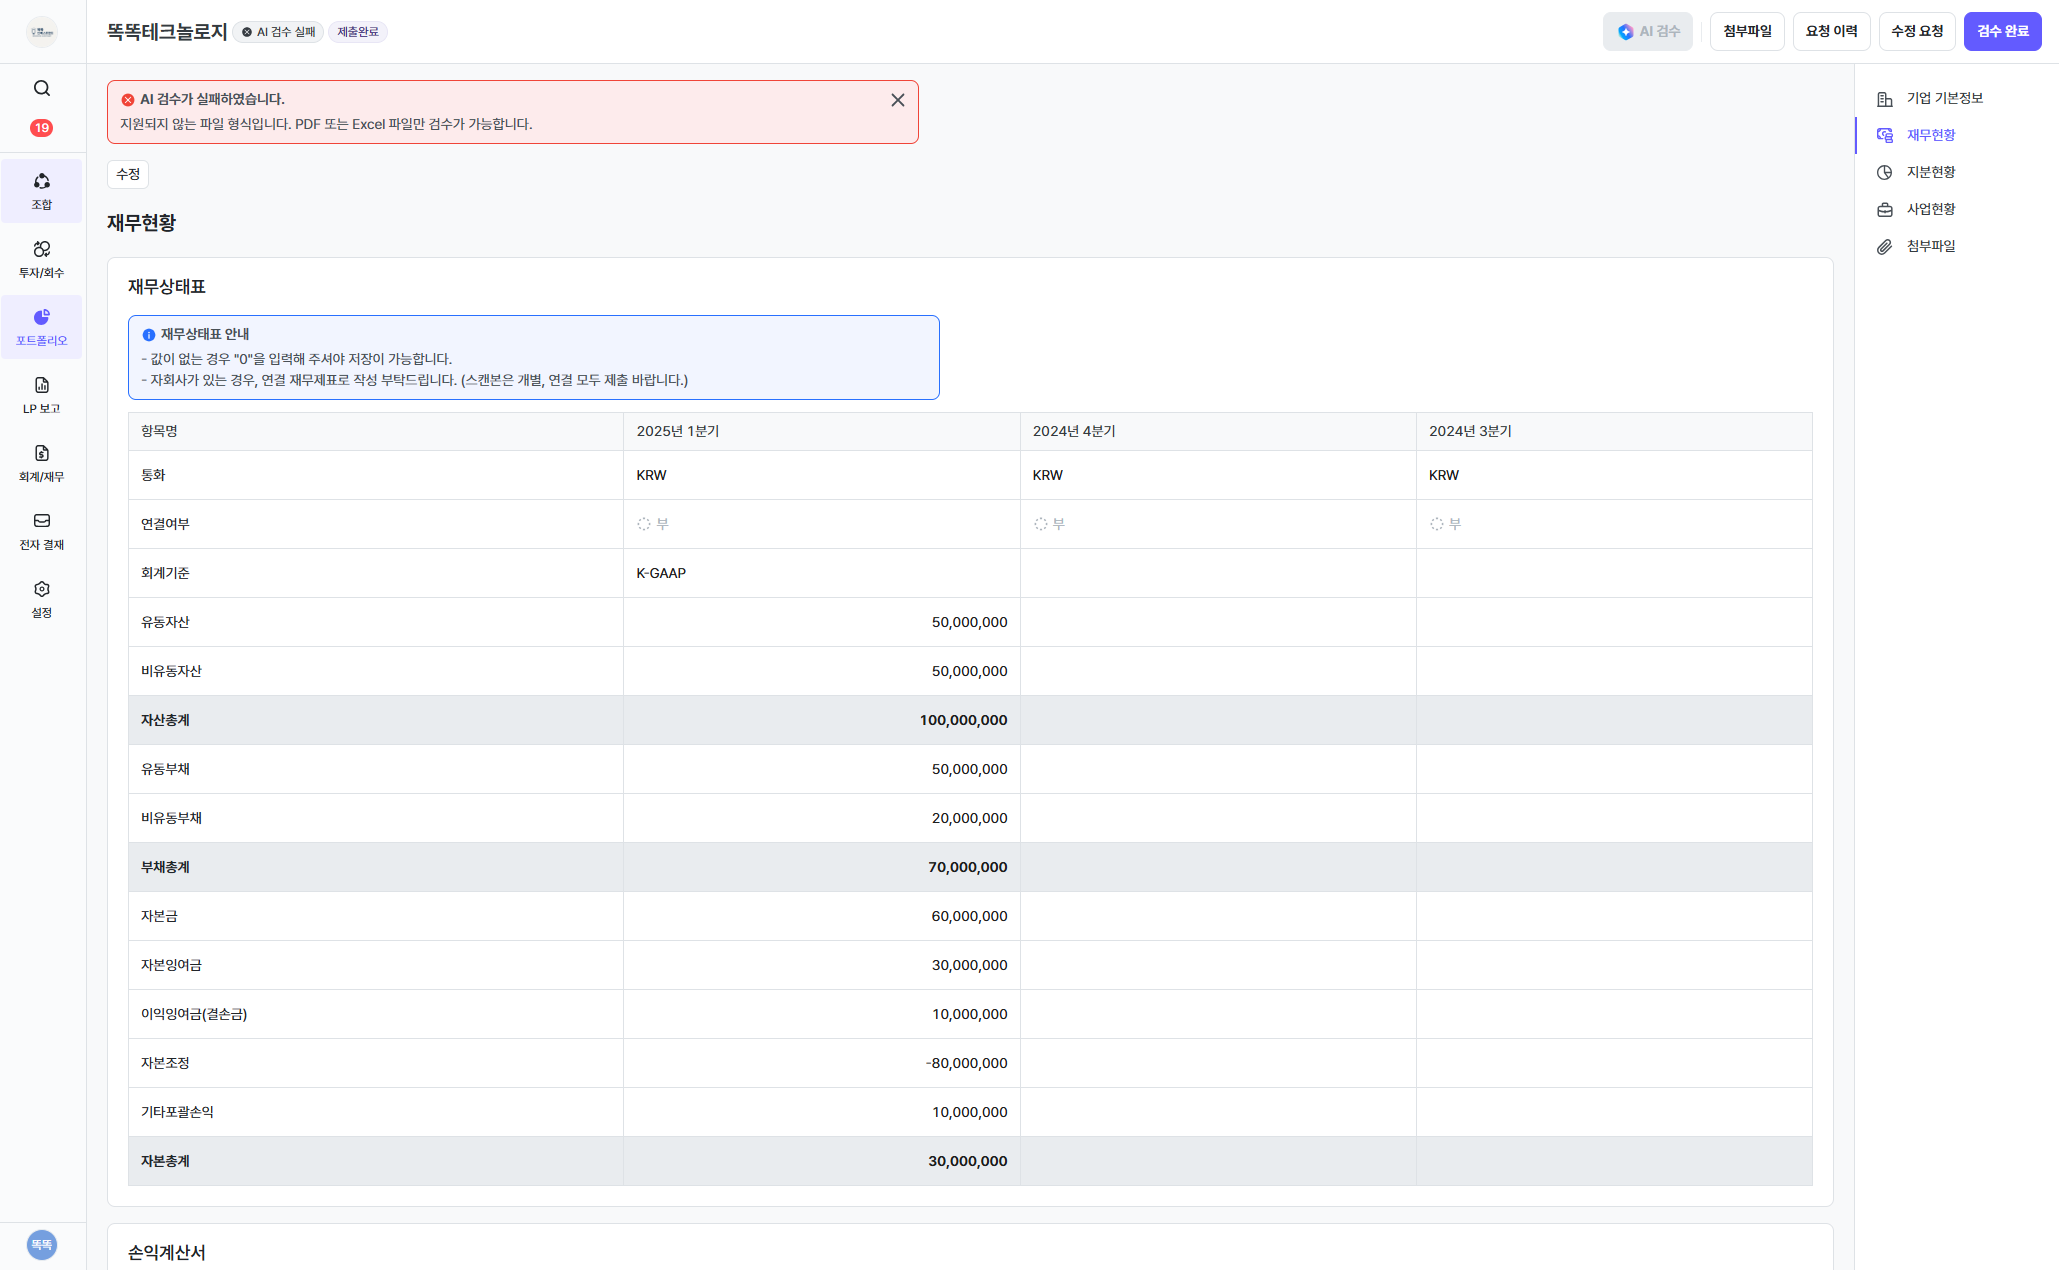 똑똑테크놀로지
AI 검수 실패
제출완료
AI 검수
첨부파일
요청 이력
수정 요청
검수 완료
19
조합
투자/회수
포트폴리오
LP 보고
회계/재무
전자 결재
설정
똑똑
AI 검수가 실패하였습니다.
지원되지 않는 파일 형식입니다. PDF 또는 Excel 파일만 검수가 가능합니다.
수정
재무현황
재무상태표
재무상태표 안내
- 값이 없는 경우 "0"을 입력해 주셔야 저장이 가능합니다.
- 자회사가 있는 경우, 연결 재무제표로 작성 부탁드립니다. (스캔본은 개별, 연결 모두 제출 바랍니다.)
항목명 2025년 1분기 2024년 4분기 2024년 3분기
통화 KRW KRW KRW
연결여부 부 부 부
회계기준 K-GAAP
유동자산 50,000,000
비유동자산 50,000,000
자산총계 100,000,000
유동부채 50,000,000
비유동부채 20,000,000
부채총계 70,000,000
자본금 60,000,000
자본잉여금 30,000,000
이익잉여금(결손금) 10,000,000
자본조정 -80,000,000
기타포괄손익 10,000,000
자본총계 30,000,000
손익계산서
기업 기본정보
재무현황
지분현황
사업현황
첨부파일